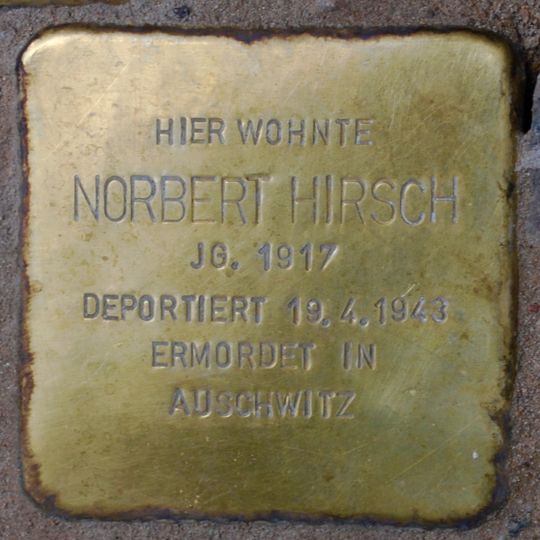 HIER WOHNTE
NORBERT HIRSCH
JG. 1917
DEPORTIERT 19.4.1943
ERMORDET IN
AUSCHWITZ